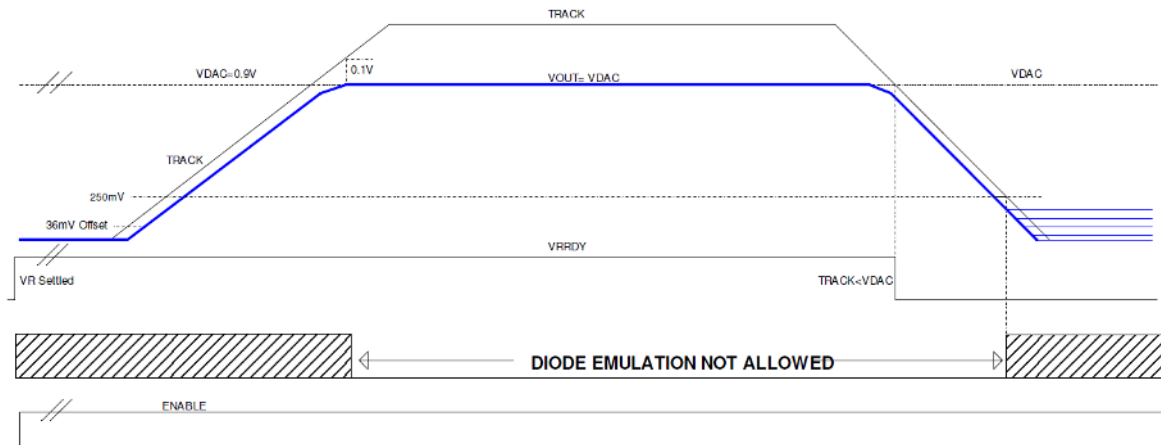 TRACK
VDAC=0.9V
0.1V
VOUT= VDAC
VDAC
TRACK
250mV
36mV Offset
VRRDY
VR Settled
TRACK<VDAC
DIODE EMULATION NOT ALLOWED
ENABLE